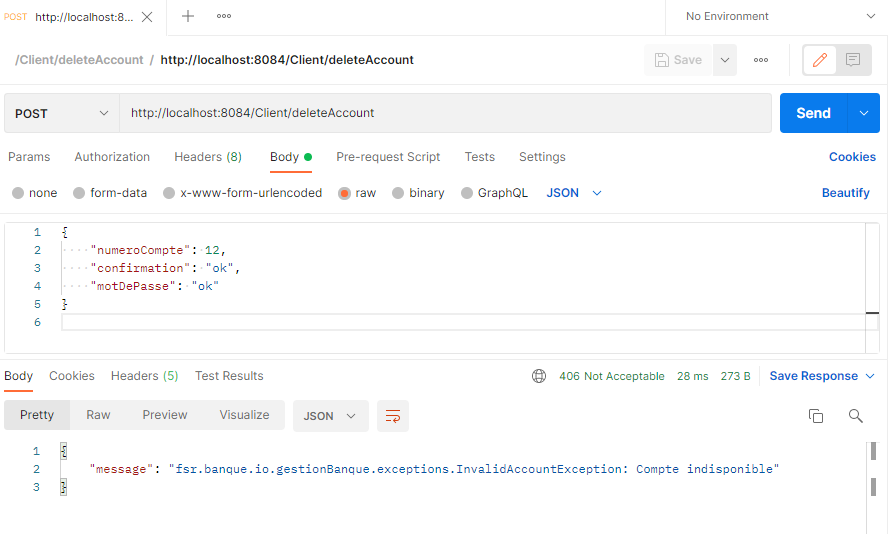 POST http://localhost:8... No Environment
/Client/deleteAccount / http://localhost:8084/Client/deleteAccount Save
POST http://localhost:8084/Client/deleteAccount Send
Params Authorization Headers (8) Body Pre-request Script Tests Settings Cookies
none form-data x-www-form-urlencoded raw binary GraphQL JSON Beautify
1 {
2 "numeroCompte": 12,
3 "confirmation": "ok",
4 "motDePasse": "ok"
5 }
6
Body Cookies Headers (5) Test Results 406 Not Acceptable 28 ms 273 B Save Response
Pretty Raw Preview Visualize JSON
1 {
2 "message": "fsr.banque.io.gestionBanque.exceptions.InvalidAccountException: Compte indisponible"
3 }